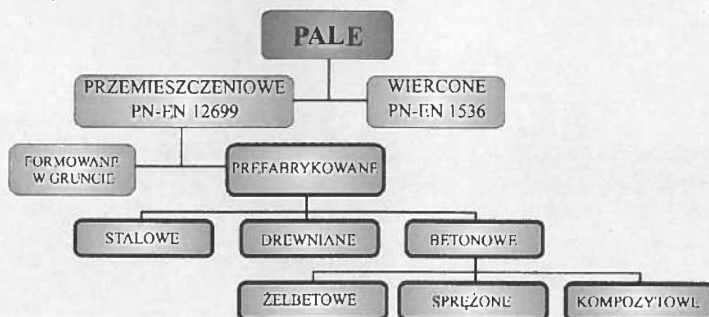 PALE
PRZEMIESZCZENIOWE
PN-EN 12699
WIERCONE
PN-EN 1536
FORMOWANE
W GRUNCIE
PREFABRYKOWANE
STALOWE
DREWNIANE
BETONOWE
ŻELBETOWE
SPRĘŻONE
KOMPOZYTOWE